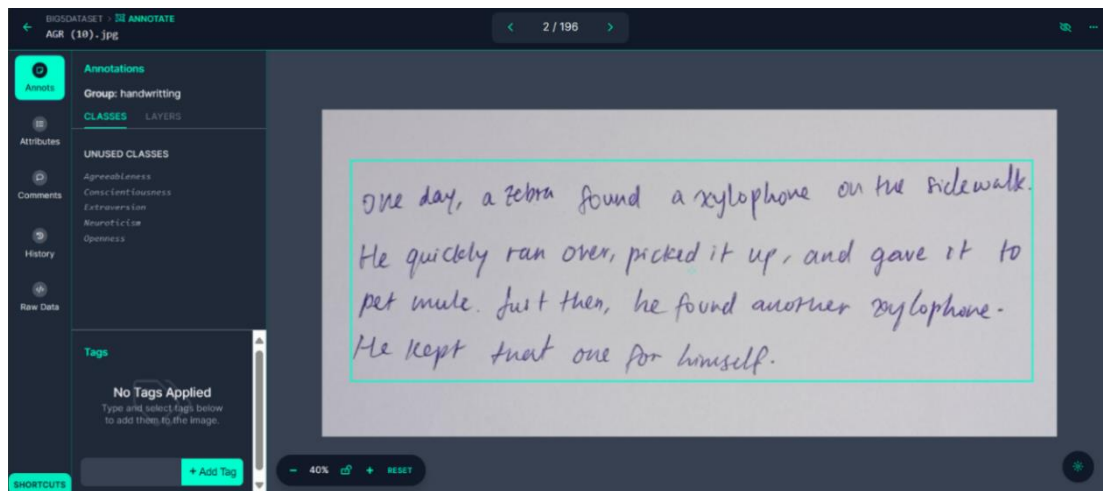 BIG5DATASET > ANNOTATE
AGR (10).jpg
2 / 196
Annots
Attributes
Comments
History
Raw Data
SHORTCUTS
Annotations
Group: handwritting
CLASSES LAYERS
UNUSED CLASSES
Agreeableness
Conscientiousness
Extraversion
Neuroticism
Openness
Tags
No Tags Applied
Type and select tags below
to add them to the image.
+ Add Tag
one day, a zebra found a xylophone on the sidewalk.
He quickly ran over, picked it up, and gave it to
pet mule. Just then, he found another xylophone.
He kept that one for himself.
- 40% + RESET